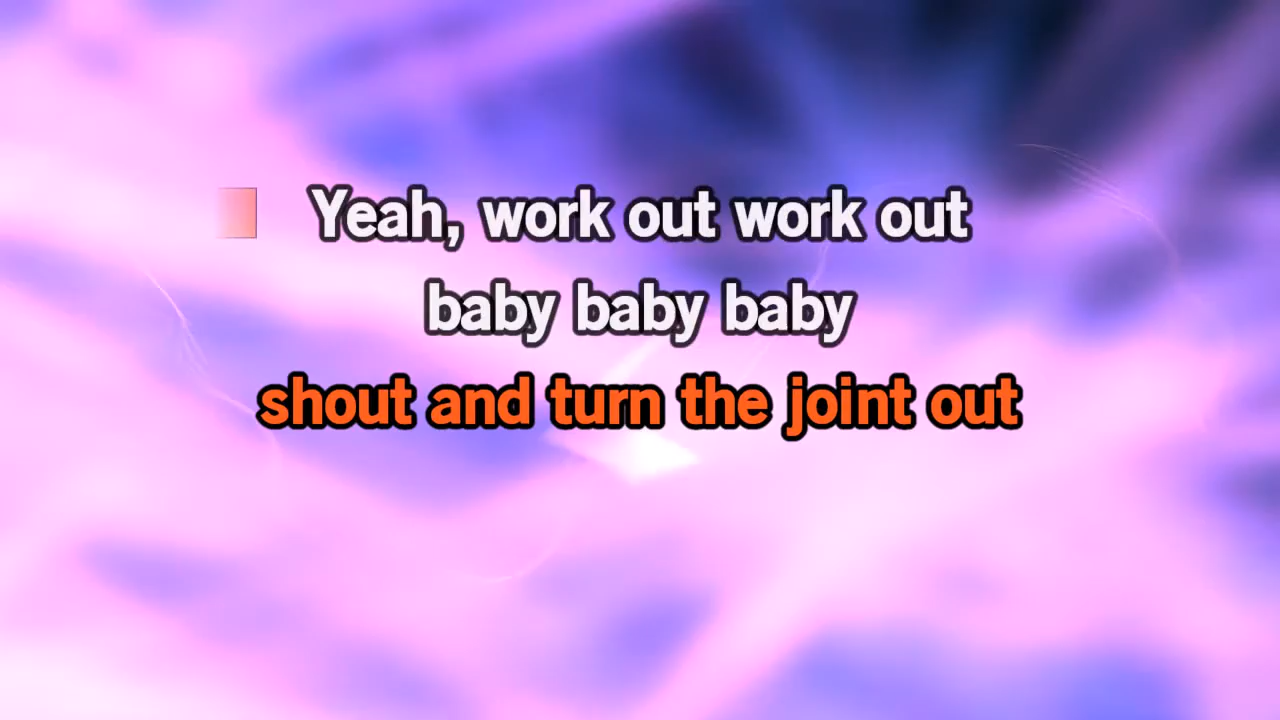 Yeah, work out work out
baby baby baby
shout and turn the joint out